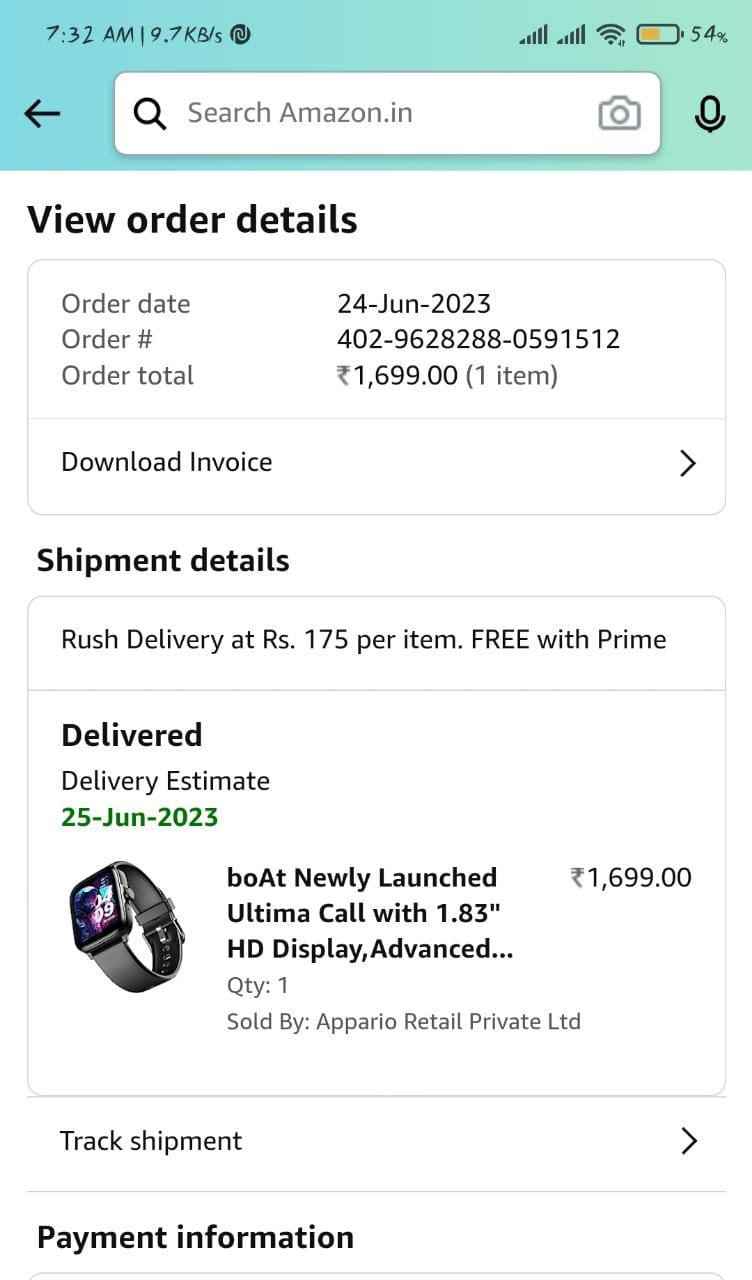 7:32 AM | 9.7KB/s
54%
Search Amazon.in
View order details
Order date 24-Jun-2023
Order # 402-9628288-0591512
Order total ₹1,699.00 (1 item)
Download Invoice
Shipment details
Rush Delivery at Rs. 175 per item. FREE with Prime
Delivered
Delivery Estimate
25-Jun-2023
boAt Newly Launched ₹1,699.00
Ultima Call with 1.83"
HD Display,Advanced...
Qty: 1
Sold By: Appario Retail Private Ltd
04
09
Track shipment
Payment information